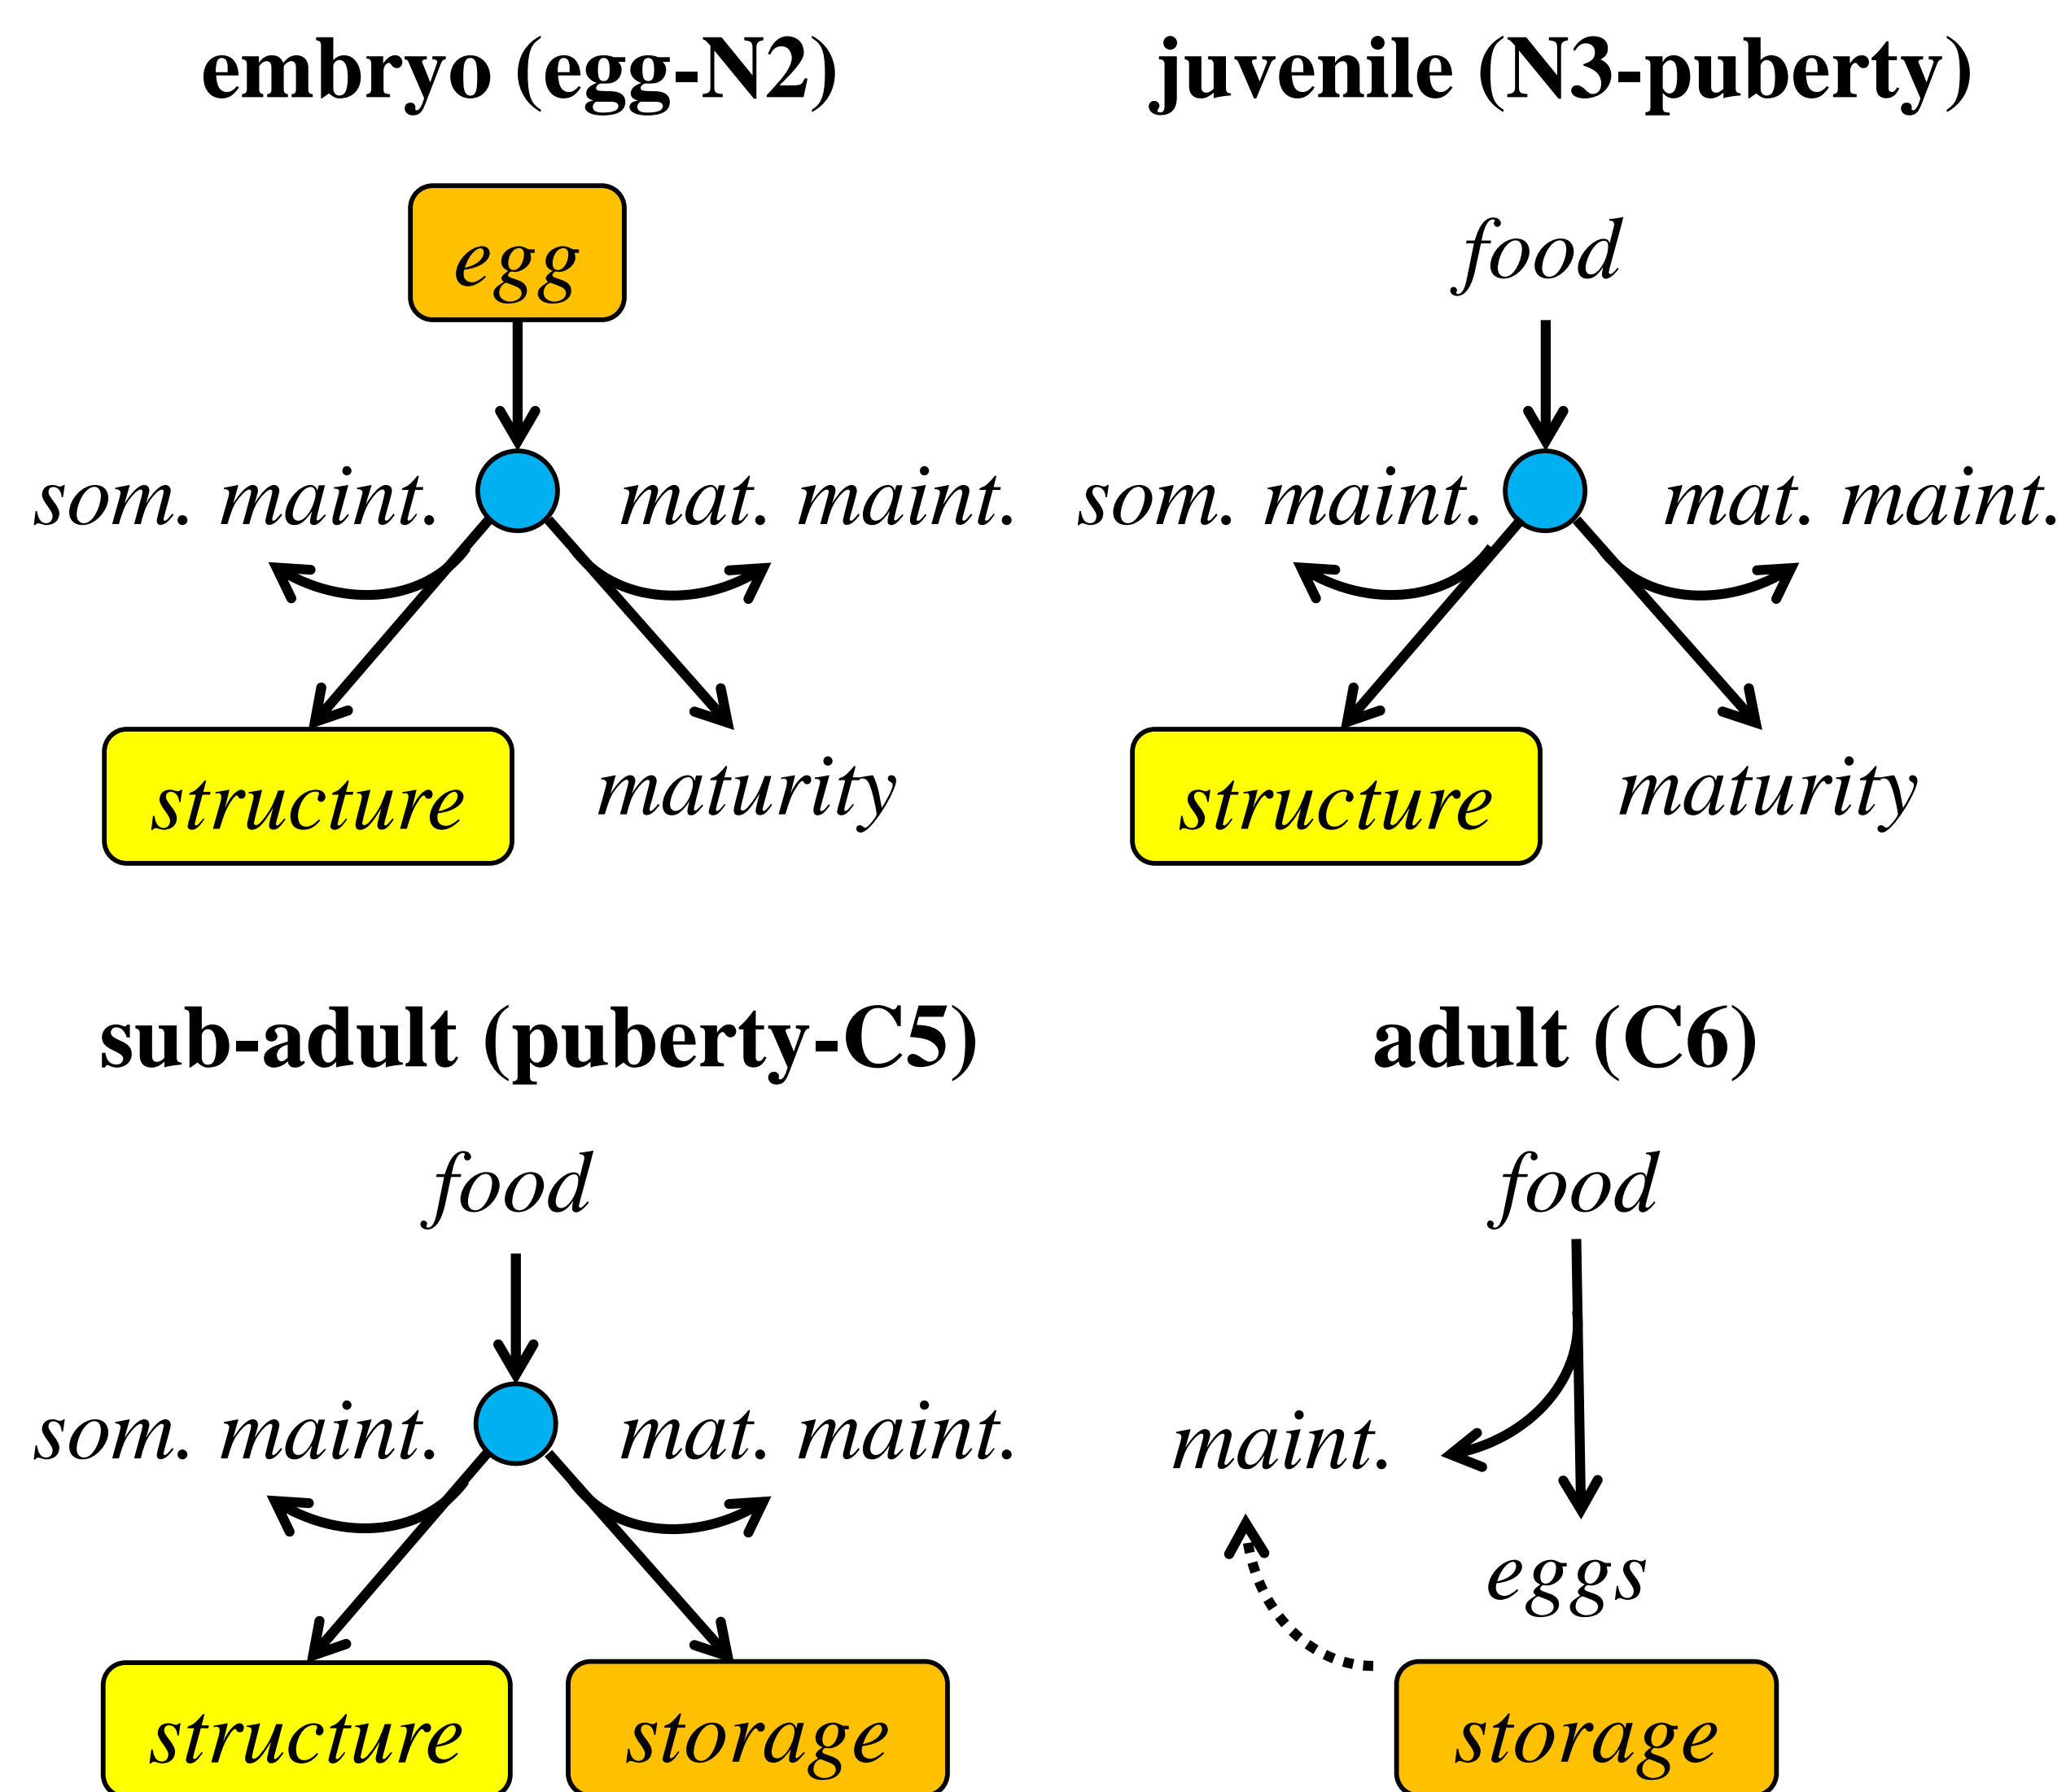 embryo (egg-N2)
egg
som. maint.
mat. maint.
structure
maturity
juvenile (N3-puberty)
food
som. maint.
mat. maint.
structure
maturity
sub-adult (puberty-C5)
food
som. maint.
mat. maint.
structure
storage
adult (C6)
food
maint.
eggs
storage